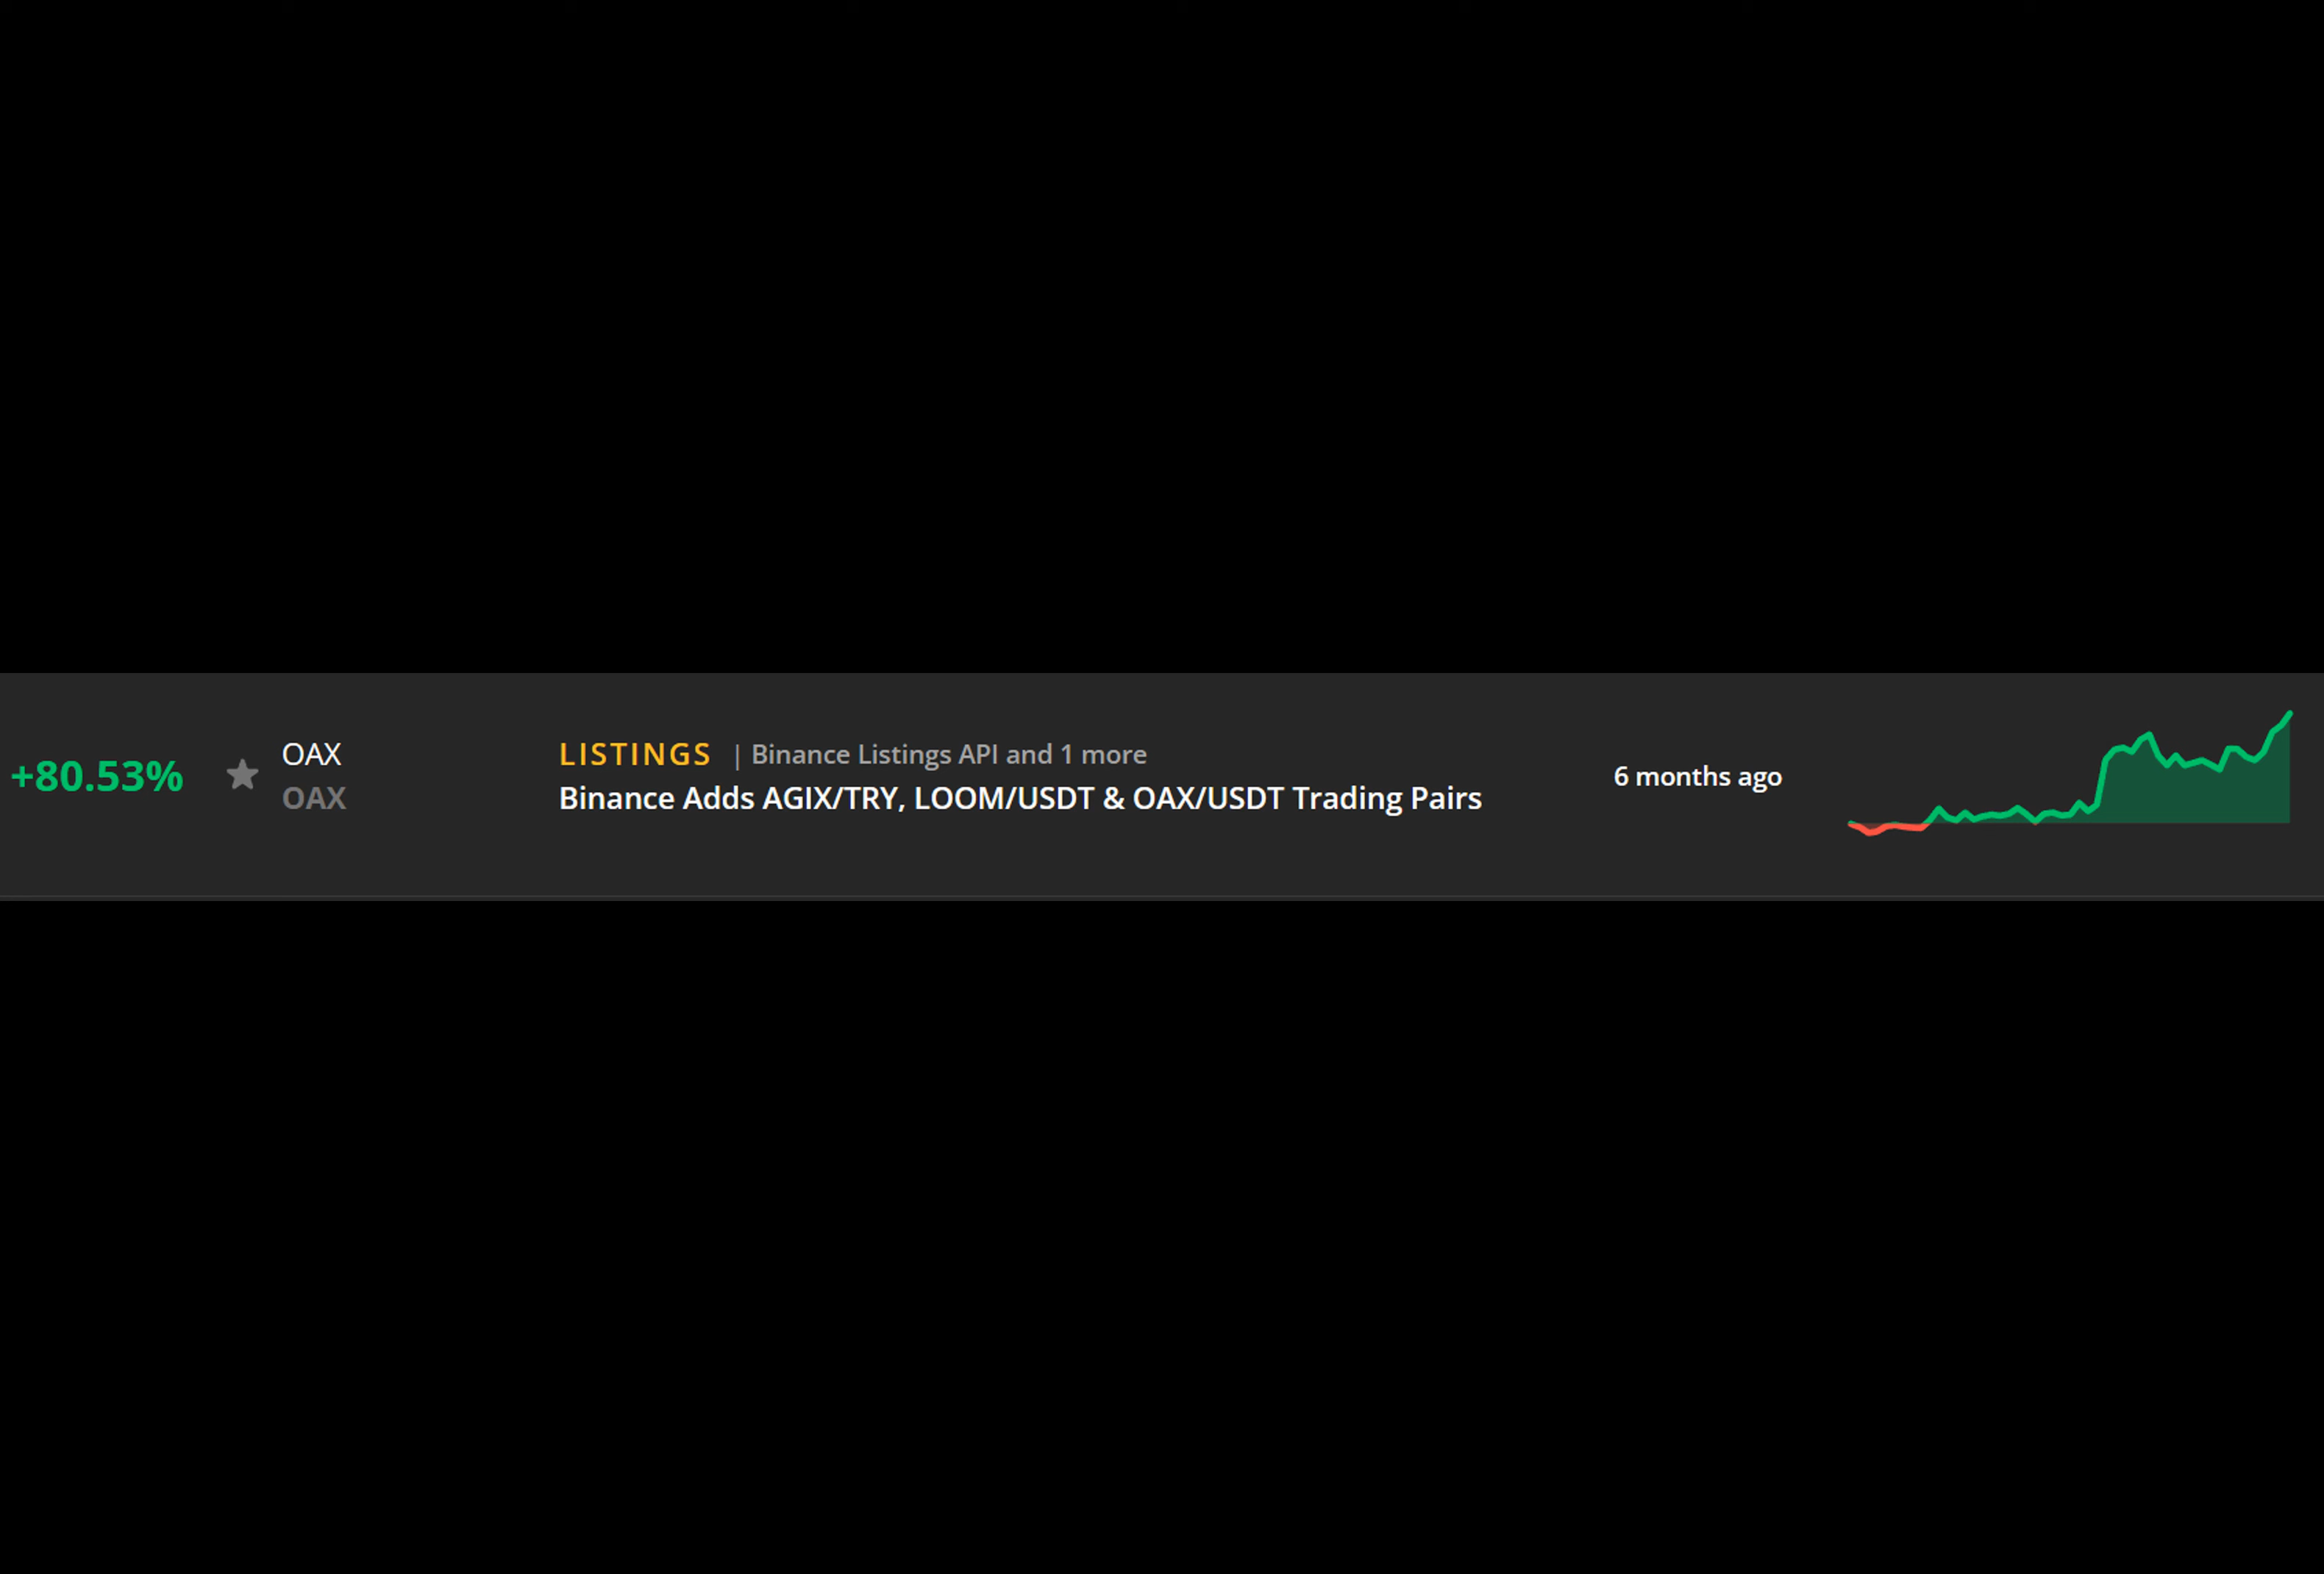 +80.53%
OAX
OAX
LISTINGS | Binance Listings API and 1 more
Binance Adds AGIX/TRY, LOOM/USDT & OAX/USDT Trading Pairs
6 months ago